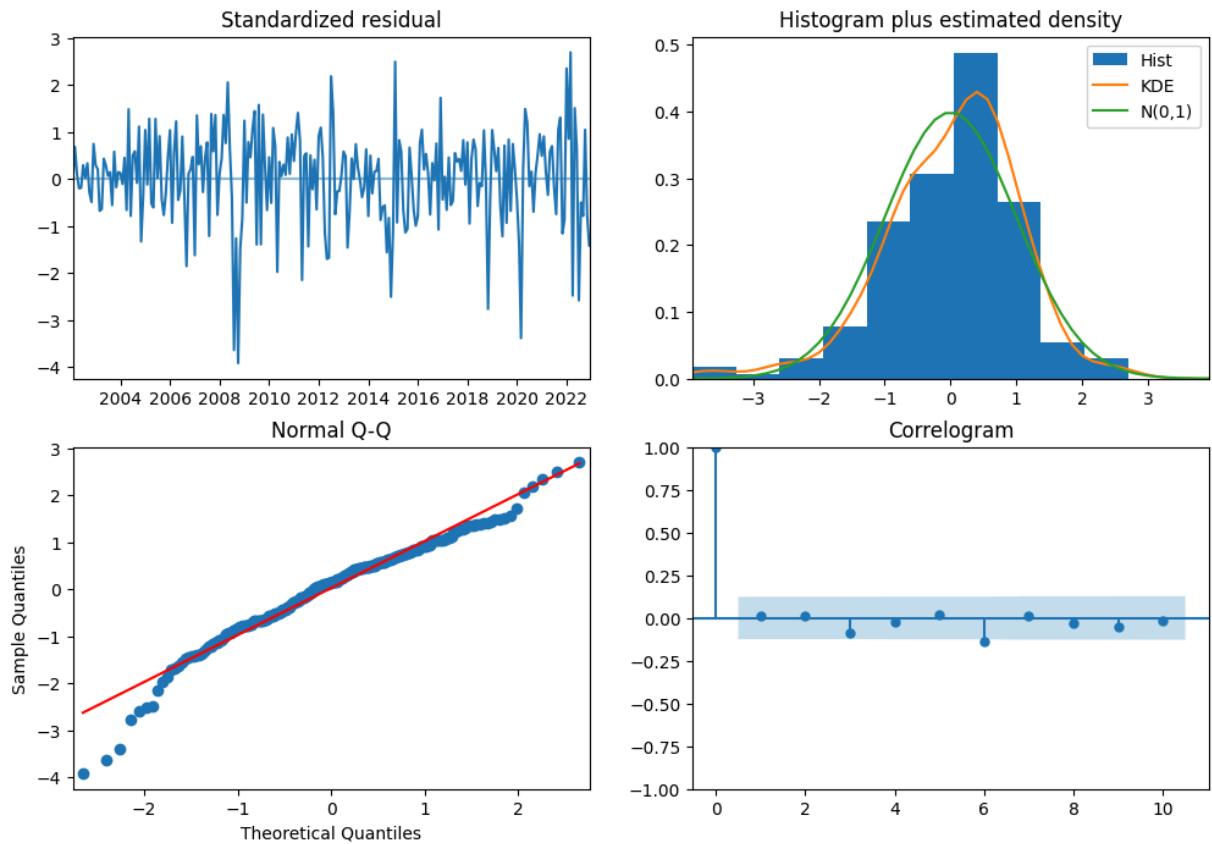 Standardized residual
3
2
1
0
−1
−2
−3
−4
2004 2006 2008 2010 2012 2014 2016 2018 2020 2022
Histogram plus estimated density
0.5
0.4
0.3
0.2
0.1
0.0
−3 −2 −1 0 1 2 3
Hist
KDE
N(0,1)
Normal Q-Q
Sample Quantiles
3
2
1
0
−1
−2
−3
−4
−2 −1 0 1 2
Theoretical Quantiles
Correlogram
1.00
0.75
0.50
0.25
0.00
−0.25
−0.50
−0.75
−1.00
0 2 4 6 8 10